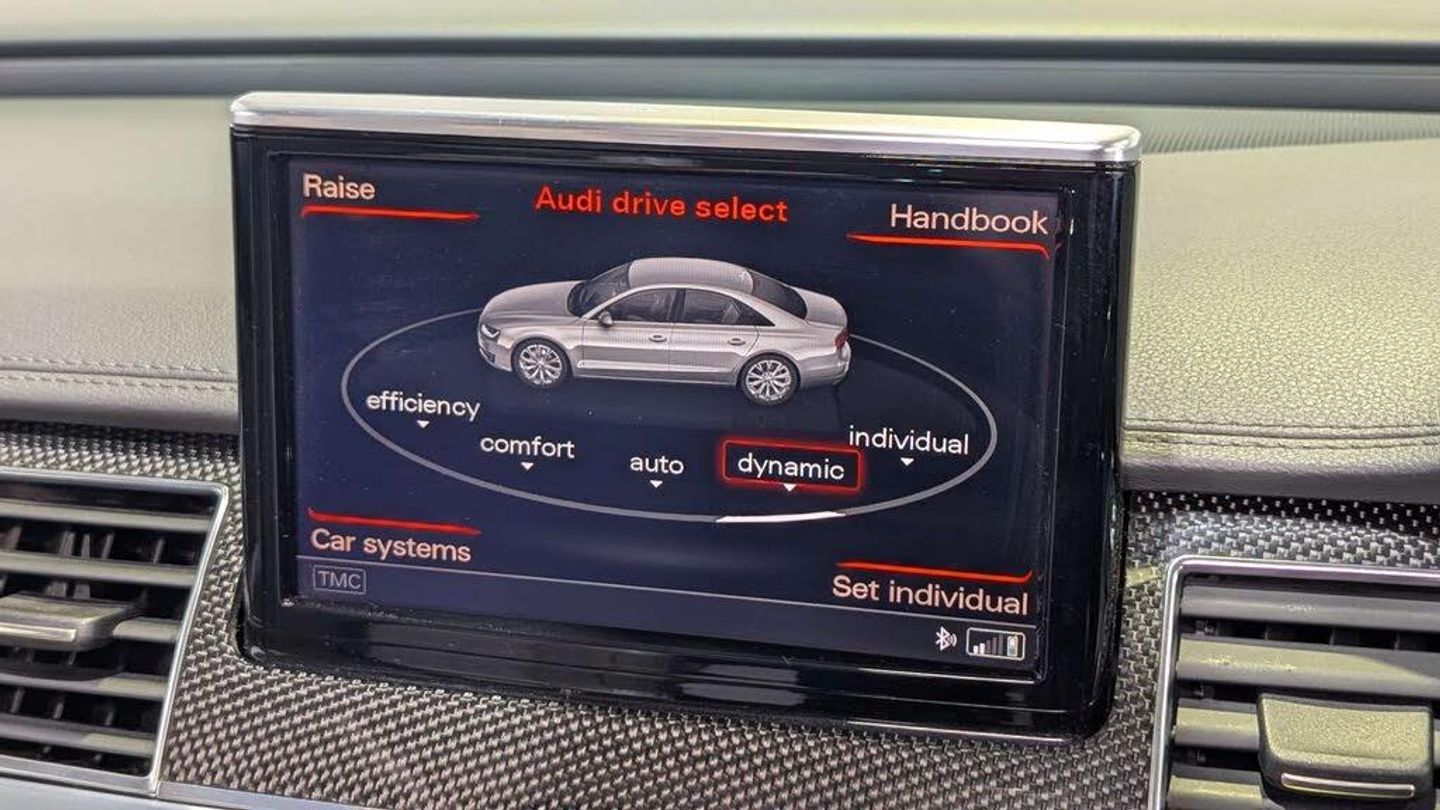 Raise
Audi drive select
Handbook
efficiency
comfort
auto
dynamic
individual
Car systems
Set individual
TMC